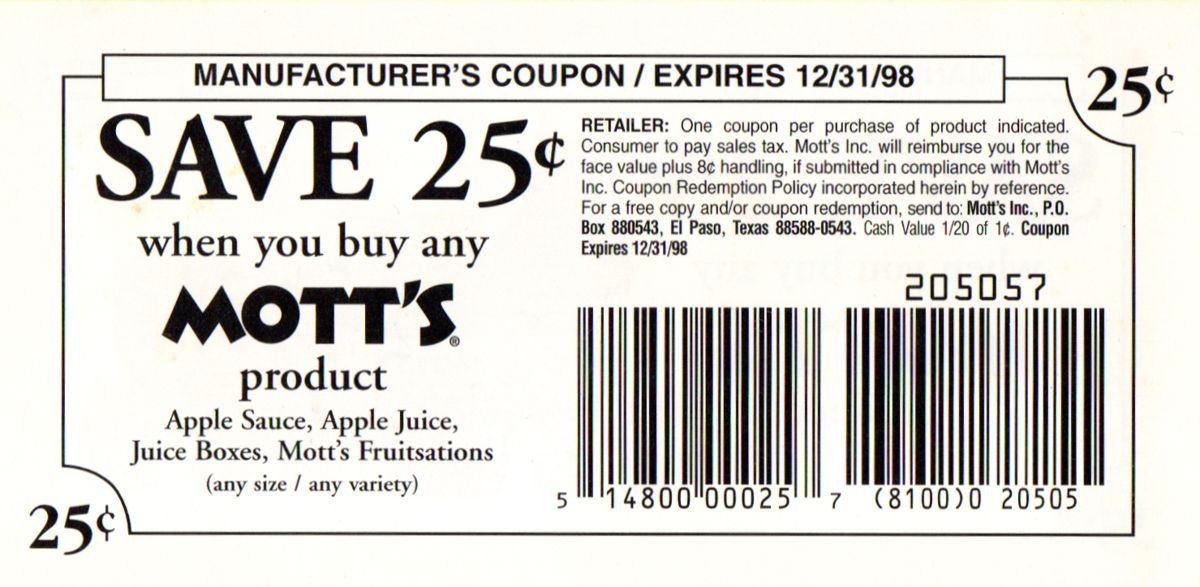 MANUFACTURER'S COUPON / EXPIRES 12/31/98
25¢
SAVE 25¢
when you buy any
MOTT'S®
product
Apple Sauce, Apple Juice,
Juice Boxes, Mott's Fruitsations
(any size / any variety)
25¢
RETAILER: One coupon per purchase of product indicated.
Consumer to pay sales tax. Mott's Inc. will reimburse you for the
face value plus 8¢ handling, if submitted in compliance with Mott's
Inc. Coupon Redemption Policy incorporated herein by reference.
For a free copy and/or coupon redemption, send to: Mott's Inc., P.O.
Box 880543, El Paso, Texas 88588-0543. Cash Value 1/20 of 1¢. Coupon
Expires 12/31/98
205057
5 14800 00025 7 (8100)0 20505